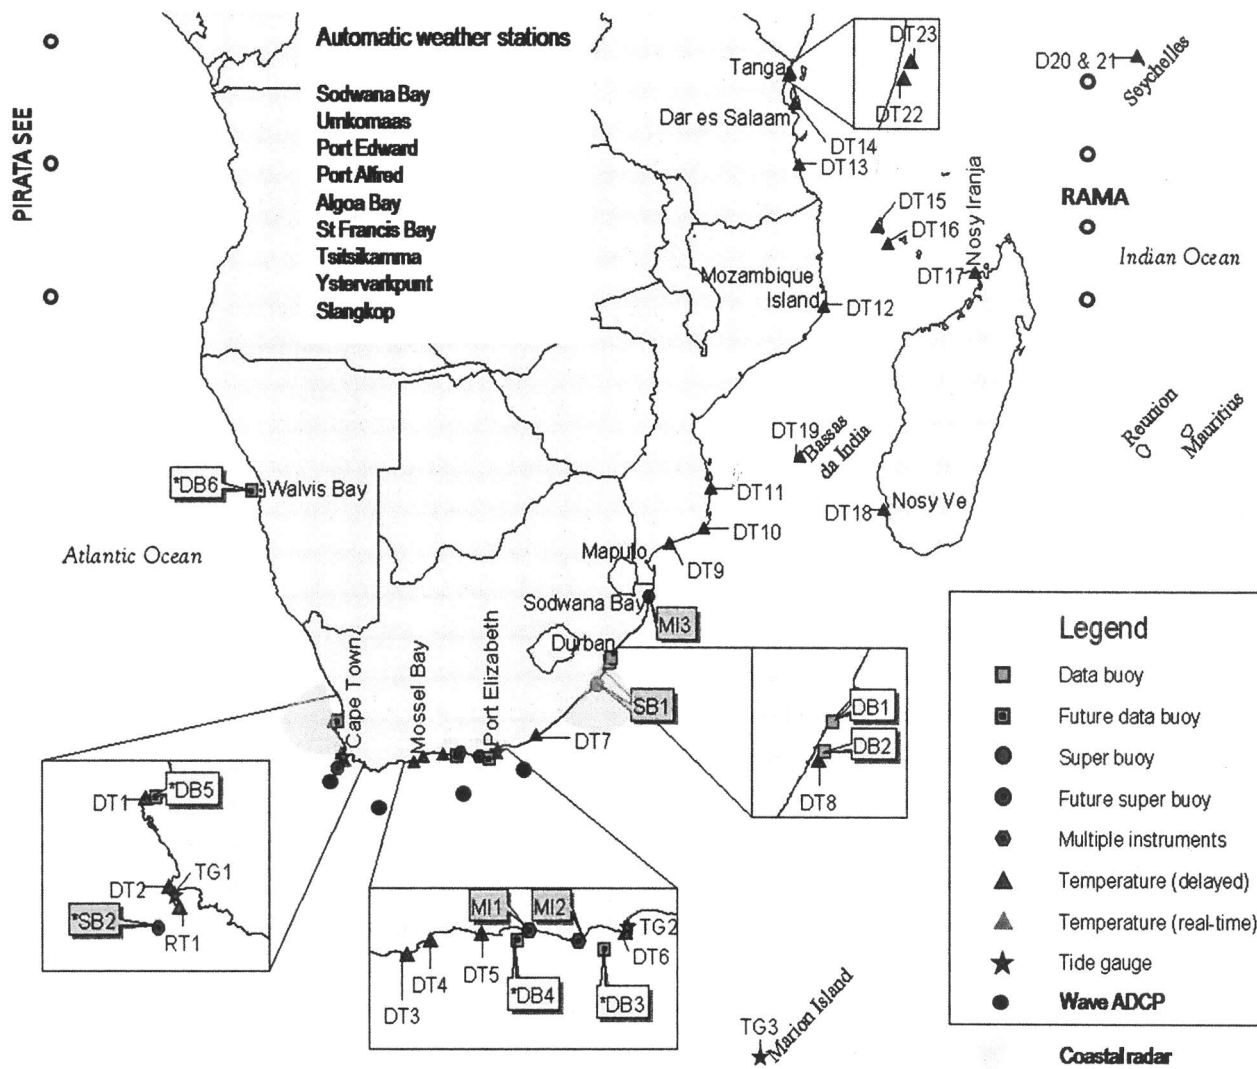 PIRATA SEE
Automatic weather stations
Sodwana Bay
Umkomaas
Port Edward
Port Alfred
Algoa Bay
St Francis Bay
Tsitsikamma
Ystervarkpunt
Slangkop
Tanga
Dar es Salaam
DT23
DT22
D20 & 21
Seychelles
DT14
DT13
DT15
DT16
Nosy Iranja
RAMA
Indian Ocean
DT17
Mozambique
Island
DT12
DT19
Bassas
da India
Reunion
Mauritius
*DB6
Walvis Bay
DT11
DT18
Nosy Ve
DT10
Atlantic Ocean
Maputo
DT9
Sodwana Bay
MI3
Durban
SB1
Cape Town
Mossel Bay
Port Elizabeth
DT7
DB1
DB2
DT8
DT1
*DB5
DT2
TG1
*SB2
RT1
MI1
MI2
TG2
DT6
DT5
DT4
DT3
*DB4
*DB3
TG3
Marion Island
Legend
Data buoy
Future data buoy
Super buoy
Future super buoy
Multiple instruments
Temperature (delayed)
Temperature (real-time)
Tide gauge
Wave ADCP
Coastal radar